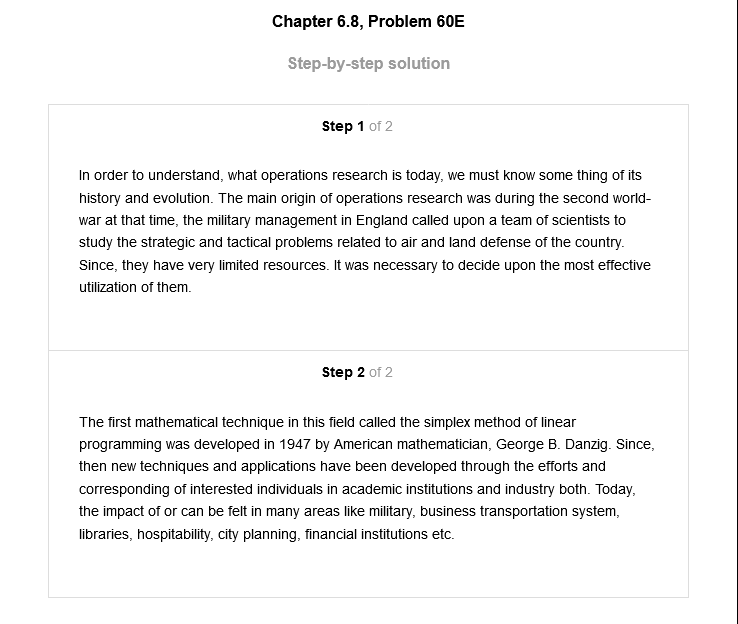 Chapter 6.8, Problem 60E
Step-by-step solution
Step 1 of 2
In order to understand, what operations research is today, we must know some thing of its
history and evolution. The main origin of operations research was during the second world-
war at that time, the military management in England called upon a team of scientists to
study the strategic and tactical problems related to air and land defense of the country.
Since, they have very limited resources. It was necessary to decide upon the most effective
utilization of them.
Step 2 of 2
The first mathematical technique in this field called the simplex method of linear
programming was developed in 1947 by American mathematician, George B. Danzig. Since,
then new techniques and applications have been developed through the efforts and
corresponding of interested individuals in academic institutions and industry both. Today,
the impact of or can be felt in many areas like military, business transportation system,
libraries, hospitability, city planning, financial institutions etc.